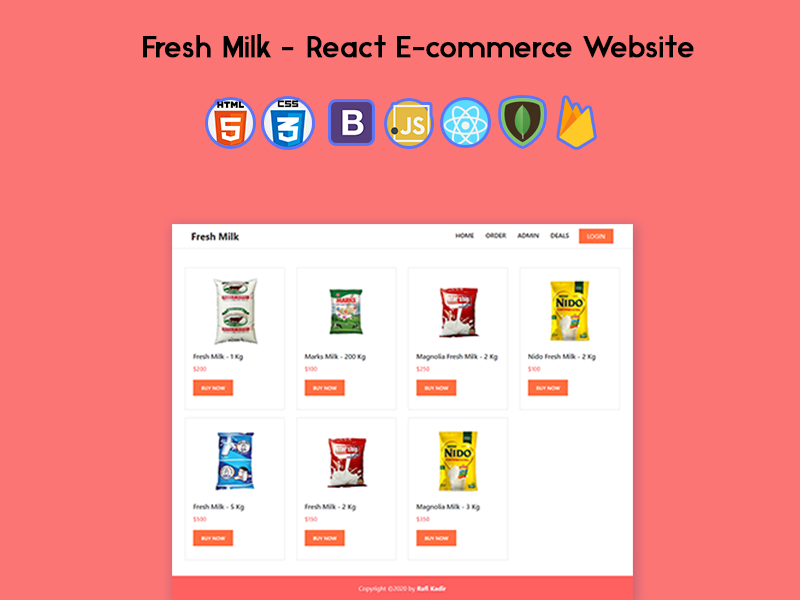 Fresh Milk - React E-commerce Website
HTML CSS
5 3 B .JS
Fresh Milk HOME ORDER ADMIN DEALS LOGIN
MARKS NIDO
Fresh Milk - 1 Kg Marks Milk - 200 Kg Magnolia Fresh Milk - 2 Kg Nido Fresh Milk - 2 Kg
$200 $100 $250 $100
BUY NOW BUY NOW BUY NOW BUY NOW
NIDO
Fresh Milk - 5 Kg Fresh Milk - 2 Kg Magnolia Milk - 3 Kg
$500 $150 $350
BUY NOW BUY NOW BUY NOW
Copyright ©2020 by Rafi Kadir